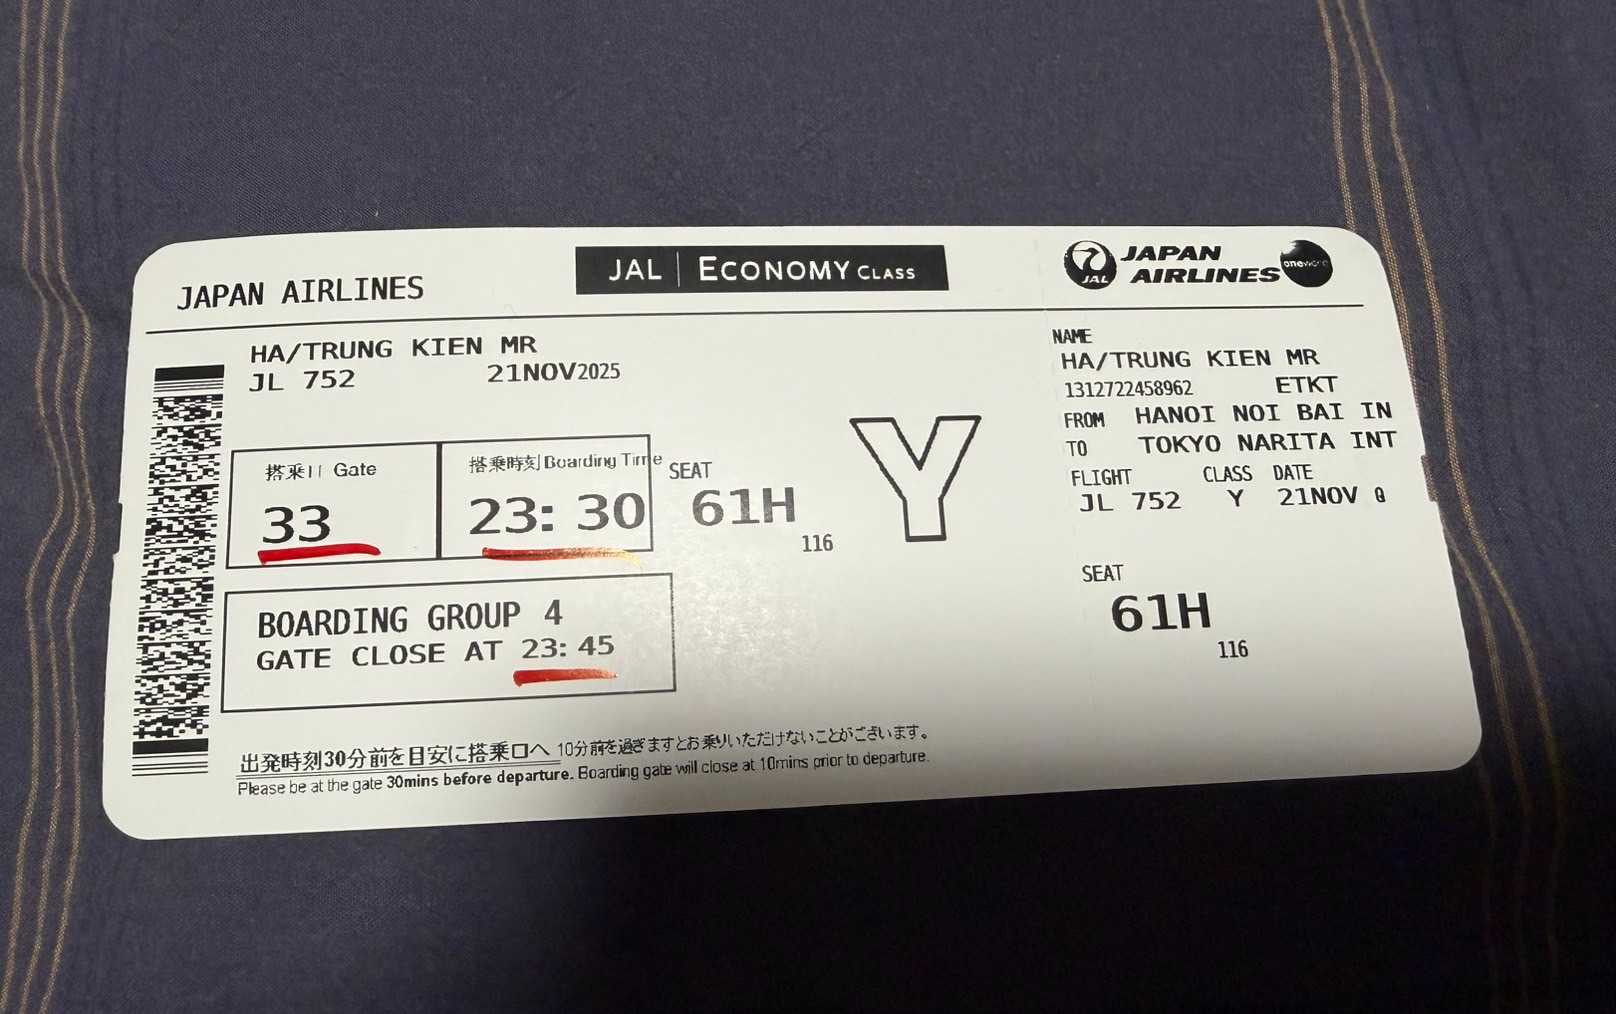 JAPAN AIRLINES
JAL | ECONOMY CLASS
JAL JAPAN AIRLINES oneworld
HA/TRUNG KIEN MR
JL 752 21NOV2025
搭乗口 Gate
33
搭乗時刻 Boarding Time
23:30
SEAT
61H
116
Y
BOARDING GROUP 4
GATE CLOSE AT 23:45
出発時刻30分前を目安に搭乗口へ 10分前を過ぎますとお乗りいただけないことがございます。
Please be at the gate 30mins before departure. Boarding gate will close at 10mins prior to departure.
NAME
HA/TRUNG KIEN MR
1312722458962 ETKT
FROM HANOI NOI BAI IN
TO TOKYO NARITA INT
FLIGHT CLASS DATE
JL 752 Y 21NOV
SEAT
61H
116